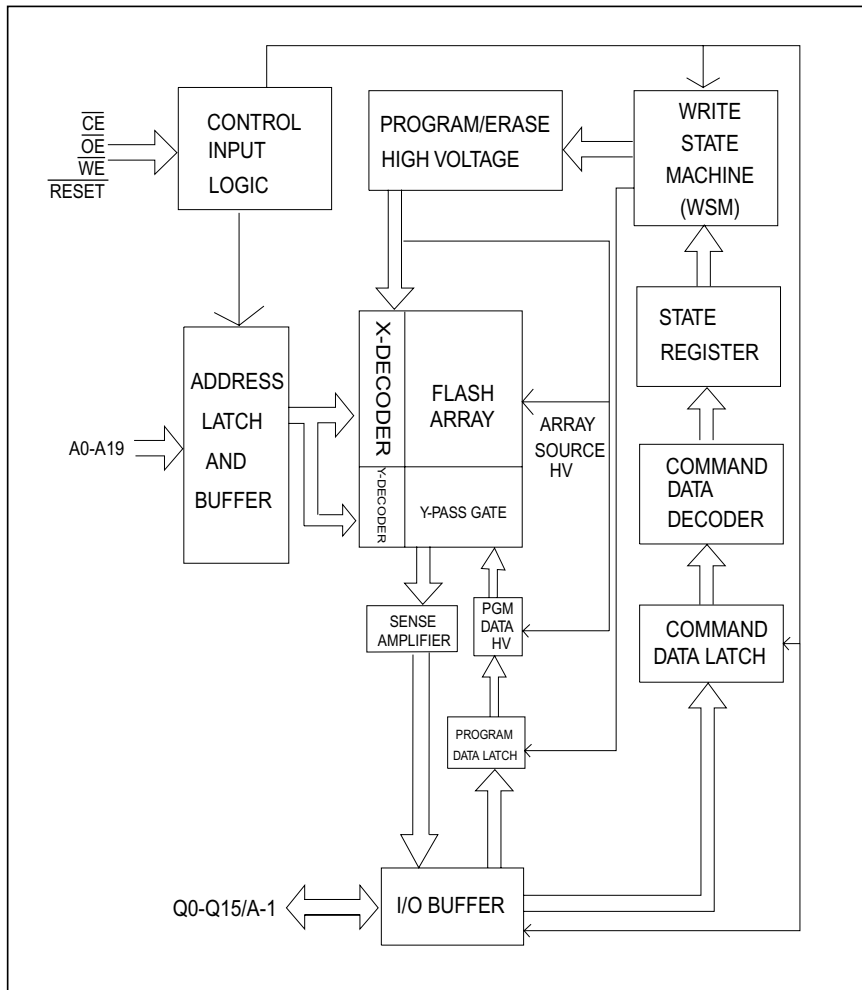 CE
OE
WE
RESET
CONTROL
INPUT
LOGIC
PROGRAM/ERASE
HIGH VOLTAGE
WRITE
STATE
MACHINE
(WSM)
STATE
REGISTER
A0-A19
ADDRESS
LATCH
AND
BUFFER
X-DECODER
FLASH
ARRAY
ARRAY
SOURCE
HV
Y-DECODER
Y-PASS GATE
COMMAND
DATA
DECODER
SENSE
AMPLIFIER
PGM
DATA
HV
COMMAND
DATA LATCH
PROGRAM
DATA LATCH
Q0-Q15/A-1
I/O BUFFER